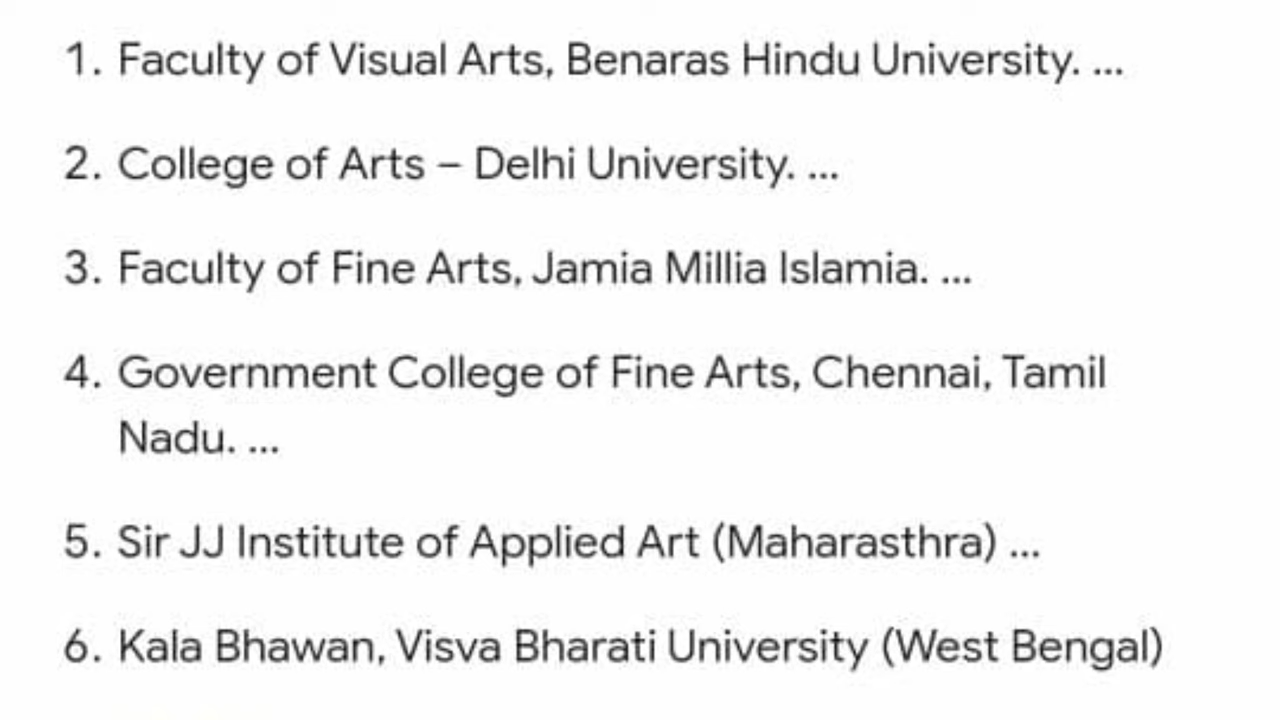 1. Faculty of Visual Arts, Benaras Hindu University. ...
2. College of Arts – Delhi University. ...
3. Faculty of Fine Arts, Jamia Millia Islamia. ...
4. Government College of Fine Arts, Chennai, Tamil
Nadu. ...
5. Sir JJ Institute of Applied Art (Maharasthra) ...
6. Kala Bhawan, Visva Bharati University (West Bengal)